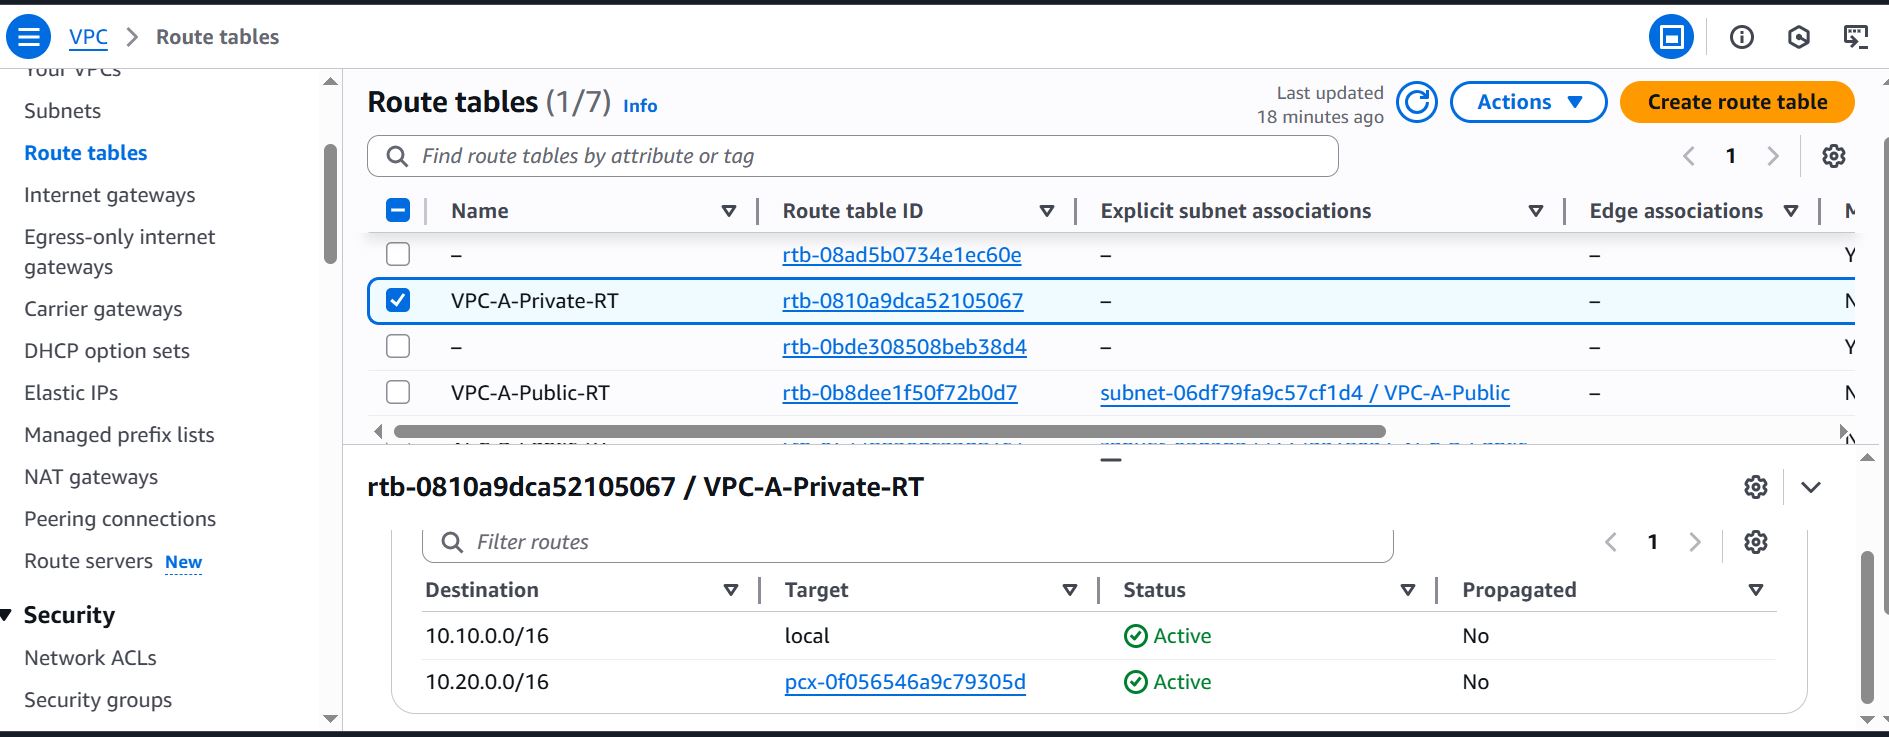 VPC > Route tables
Your VPCs
Subnets
Route tables
Internet gateways
Egress-only internet
gateways
Carrier gateways
DHCP option sets
Elastic IPs
Managed prefix lists
NAT gateways
Peering connections
Route servers New
Security
Network ACLs
Security groups
Route tables (1/7) Info
Last updated
18 minutes ago
Actions
Create route table
Find route tables by attribute or tag
1
Name Route table ID Explicit subnet associations Edge associations M
– rtb-08ad5b0734e1ec60e – – Y
VPC-A-Private-RT rtb-0810a9dca52105067 – – N
– rtb-0bde308508beb38d4 – – Y
VPC-A-Public-RT rtb-0b8dee1f50f72b0d7 subnet-06df79fa9c57cf1d4 / VPC-A-Public – N
rtb-0810a9dca52105067 / VPC-A-Private-RT
Filter routes
1
Destination Target Status Propagated
10.10.0.0/16 local Active No
10.20.0.0/16 pcx-0f056546a9c79305d Active No